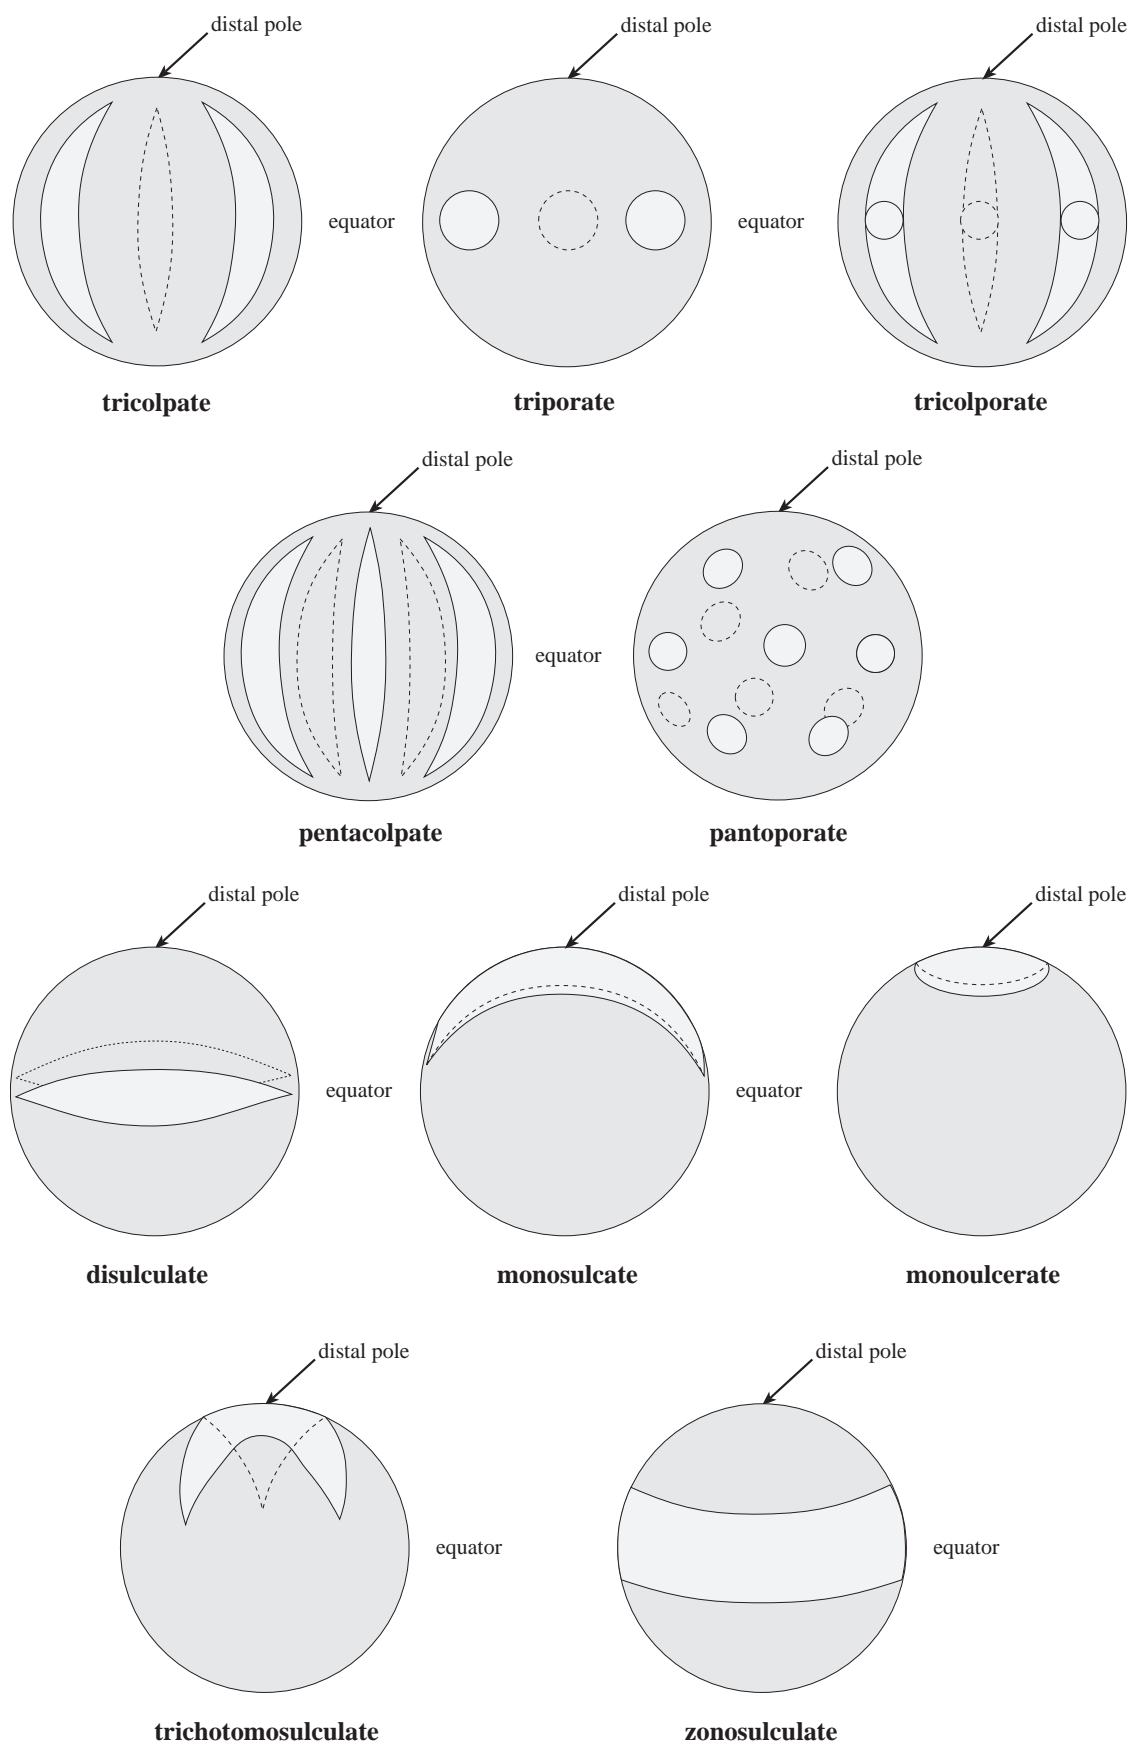 distal pole
distal pole
distal pole
equator
equator
tricolpate
triporate
tricolporate
distal pole
distal pole
equator
pentacolpate
pantoporate
distal pole
distal pole
distal pole
equator
equator
disulculate
monosulcate
monoulcerate
distal pole
distal pole
equator
equator
trichotomosulculate
zonosulculate